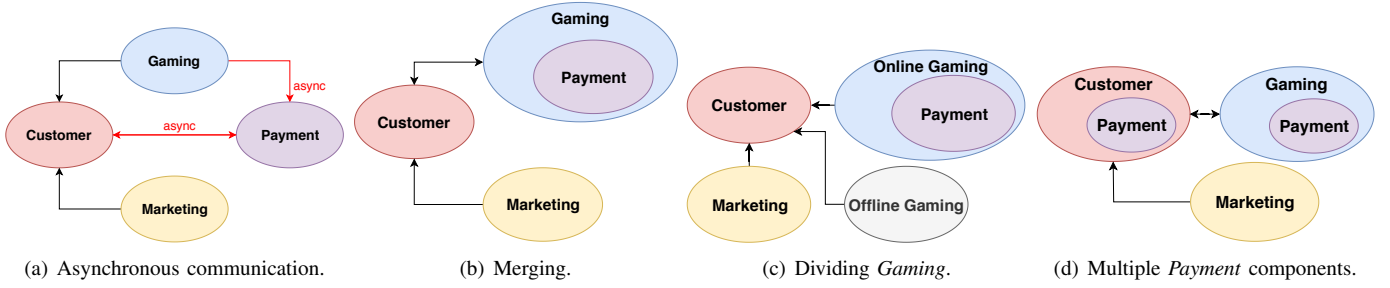 Gaming
async
Customer
async
Payment
Marketing
(a) Asynchronous communication.
Gaming
Payment
Customer
Marketing
(b) Merging.
Online Gaming
Customer
Payment
Marketing
Offline Gaming
(c) Dividing Gaming.
Customer
Gaming
Payment
Payment
Marketing
(d) Multiple Payment components.